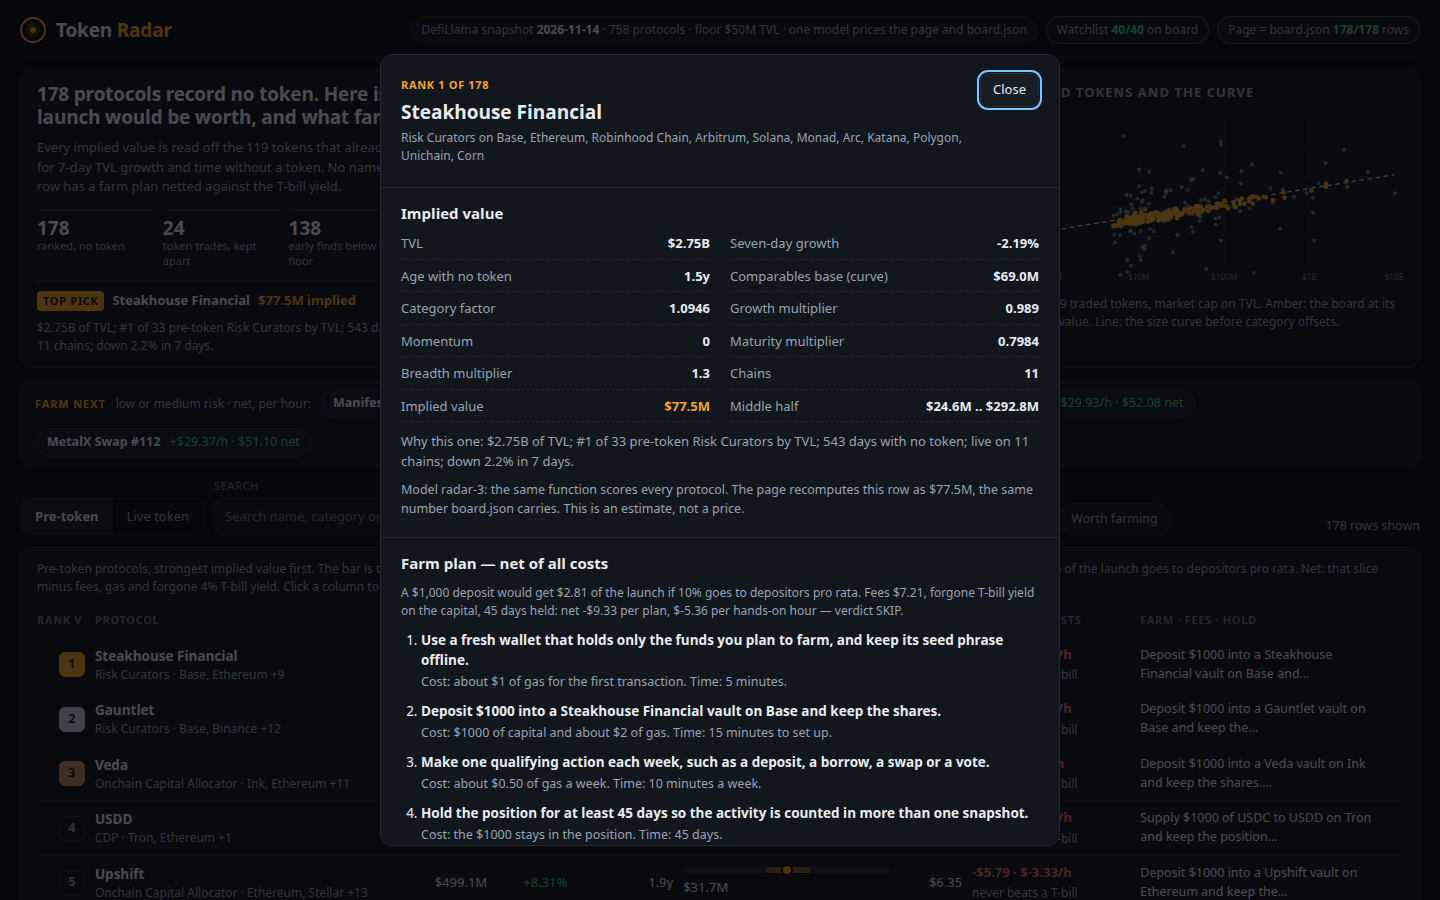 Token Radar
DefiLlama snapshot 2026-11-14 · 758 protocols · floor $50M TVL · one model prices the page and board.json
Watchlist 40/40 on board
Page = board.json 178/178 rows
178 protocols record no token. Here i
launch would be worth, and what far
Every implied value is read off the 119 tokens that alread
for 7-day TVL growth and time without a token. No name
row has a farm plan netted against the T-bill yield.
178
ranked, no token
24
token trades, kept
apart
138
early finds below
floor
TOP PICK Steakhouse Financial $77.5M implied
$2.75B of TVL; #1 of 33 pre-token Risk Curators by TVL; 543 da
11 chains; down 2.2% in 7 days.
D TOKENS AND THE CURVE
$10M
$100M
$1B
$10B
9 traded tokens, market cap on TVL. Amber: the board at its
value. Line: the size curve before category offsets.
FARM NEXT low or medium risk · net, per hour:
Manifes
$29.93/h · $52.08 net
MetalX Swap #112 +$29.37/h · $51.10 net
SEARCH
Pre-token
Live token
Search name, category or
Worth farming
178 rows shown
Pre-token protocols, strongest implied value first. The bar is t
of the launch goes to depositors pro rata. Net: that slice
minus fees, gas and forgone 4% T-bill yield. Click a column to
RANK V PROTOCOL
STS
FARM · FEES · HOLD
1
Steakhouse Financial
Risk Curators · Base, Ethereum +9
/h
-bill
Deposit $1000 into a Steakhouse
Financial vault on Base and...
2
Gauntlet
Risk Curators · Base, Binance +12
/h
-bill
Deposit $1000 into a Gauntlet vault on
Base and keep the...
3
Veda
Onchain Capital Allocator · Ink, Ethereum +11
h
-bill
Deposit $1000 into a Veda vault on Ink
and keep the shares....
4
USDD
CDP · Tron, Ethereum +1
/h
-bill
Supply $1000 of USDC to USDD on Tron
and keep the position...
5
Upshift
Onchain Capital Allocator · Ethereum, Stellar +13
$499.1M
+8.31%
1.9y
$31.7M
$6.35
-$5.79 · $-3.33/h
never beats a T-bill
Deposit $1000 into a Upshift vault on
Ethereum and keep the...
RANK 1 OF 178
Steakhouse Financial
Risk Curators on Base, Ethereum, Robinhood Chain, Arbitrum, Solana, Monad, Arc, Katana, Polygon,
Unichain, Corn
Close
Implied value
TVL $2.75B
Seven-day growth -2.19%
Age with no token 1.5y
Comparables base (curve) $69.0M
Category factor 1.0946
Growth multiplier 0.989
Momentum 0
Maturity multiplier 0.7984
Breadth multiplier 1.3
Chains 11
Implied value $77.5M
Middle half $24.6M .. $292.8M
Why this one: $2.75B of TVL; #1 of 33 pre-token Risk Curators by TVL; 543 days with no token; live on 11
chains; down 2.2% in 7 days.
Model radar-3: the same function scores every protocol. The page recomputes this row as $77.5M, the same
number board.json carries. This is an estimate, not a price.
Farm plan — net of all costs
A $1,000 deposit would get $2.81 of the launch if 10% goes to depositors pro rata. Fees $7.21, forgone T-bill yield
on the capital, 45 days held: net -$9.33 per plan, $-5.36 per hands-on hour — verdict SKIP.
1. Use a fresh wallet that holds only the funds you plan to farm, and keep its seed phrase
offline.
Cost: about $1 of gas for the first transaction. Time: 5 minutes.
2. Deposit $1000 into a Steakhouse Financial vault on Base and keep the shares.
Cost: $1000 of capital and about $2 of gas. Time: 15 minutes to set up.
3. Make one qualifying action each week, such as a deposit, a borrow, a swap or a vote.
Cost: about $0.50 of gas a week. Time: 10 minutes a week.
4. Hold the position for at least 45 days so the activity is counted in more than one snapshot.
Cost: the $1000 stays in the position. Time: 45 days.